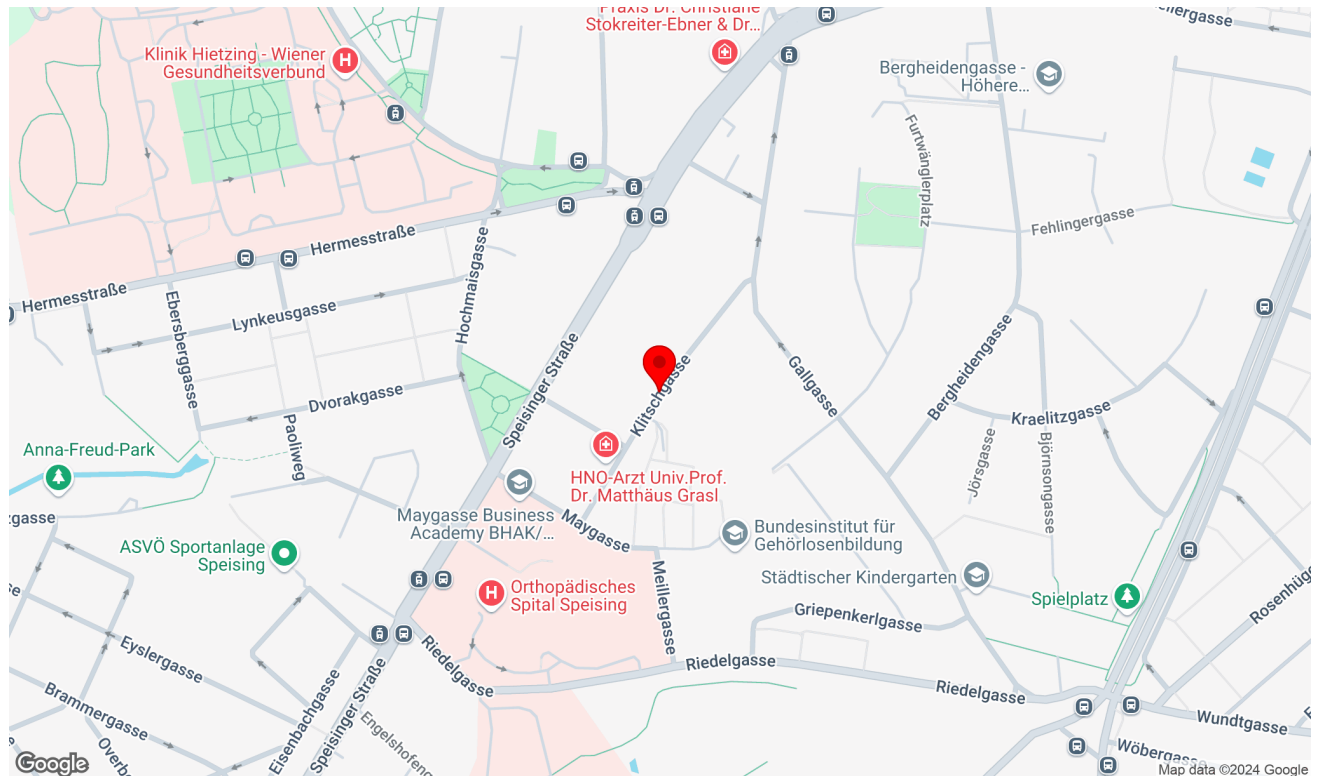 Praxis Dr. Christiane
Stokreiter-Ebner & Dr...
Klinik Hietzing - Wiener
Gesundheitsverbund
H
Bergheidengasse -
Höhere...
Furtwänglerplatz
Fehlingergasse
Hermesstraße
Hermesstraße
Hochmaisgasse
Ebersberggasse
Lynkeusgasse
Speisinger Straße
Klitschgasse
Gallgasse
Bergheidengasse
Dvorakgasse
Paoliweg
Kraelitzgasse
Jörsgasse
Björnsongasse
Anna-Freud-Park
HNO-Arzt Univ.Prof.
Dr. Matthäus Grasl
Maygasse Business
Academy BHAK/...
Maygasse
Bundesinstitut für
Gehörlosenbildung
ASVÖ Sportanlage
Speising
H
Orthopädisches
Spital Speising
Meillergasse
Städtischer Kindergarten
Spielplatz
Griepenkerlgasse
Eyslergasse
Riedelgasse
Riedelgasse
Riedelgasse
Brammergasse
Eisenbachgasse
Speisinger Straße
Wundtgasse
Google
Map data ©2024 Google